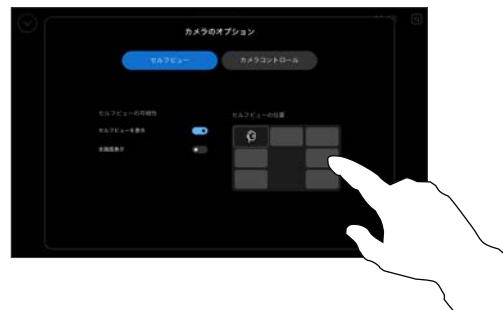 カメラのオプション
セルフビュー
カメラコントロール
セルフビューの可視性
セルフビューの位置
セルフビューを表示
全画面表示